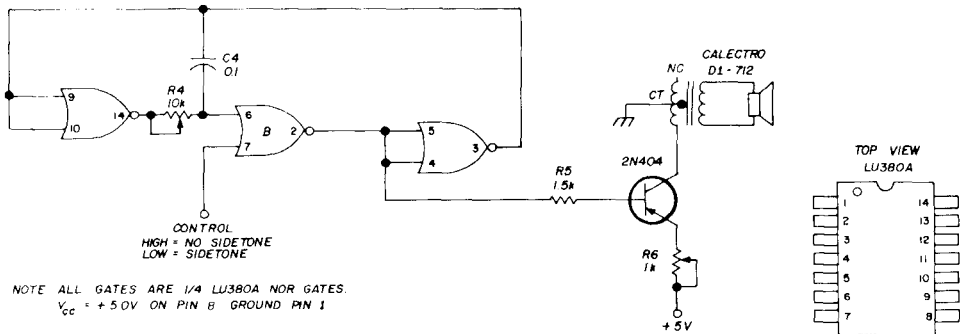 C4
0.1
R4
10k
9
10
14
6
7
B
2
5
4
3
CONTROL
HIGH = NO SIDETONE
LOW = SIDETONE
R5
1.5k
2N404
NC
CT
CALECTRO
D1-712
R6
1k
+5V
TOP VIEW
LU380A
1
2
3
4
5
6
7
14
13
12
11
10
9
8
NOTE ALL GATES ARE 1/4 LU380A NOR GATES.
Vcc = +5 0V ON PIN 8 GROUND PIN 1